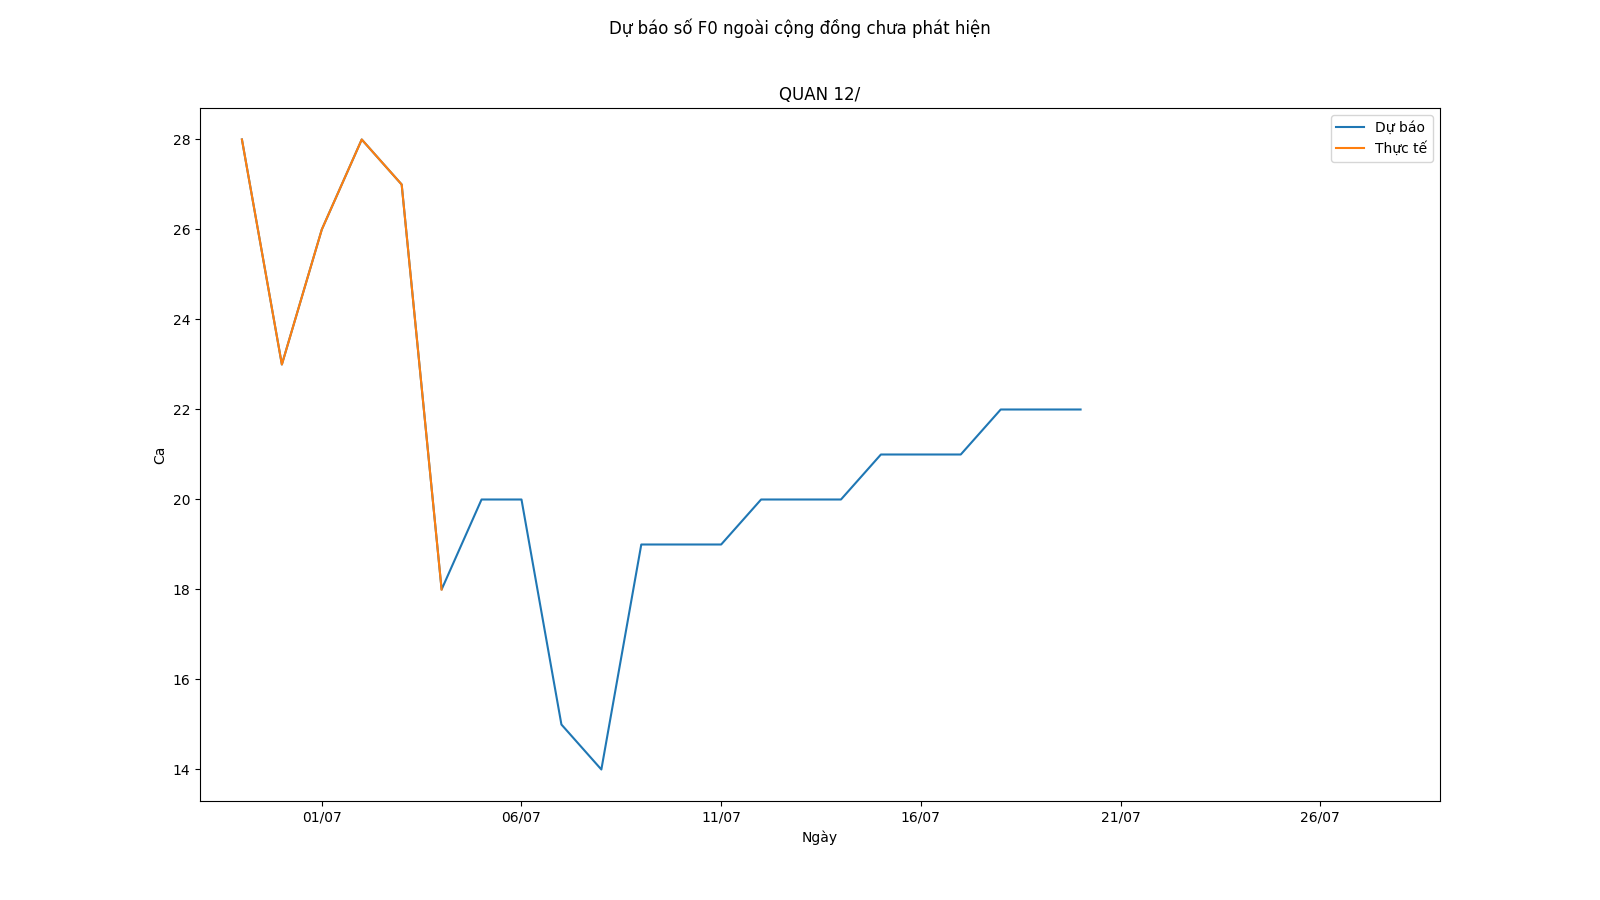 Dự báo số F0 ngoài cộng đồng chưa phát hiện
QUAN 12/
Dự báo
Thực tế
28
26
24
22
20
18
16
14
Ca
01/07
06/07
11/07
16/07
21/07
26/07
Ngày